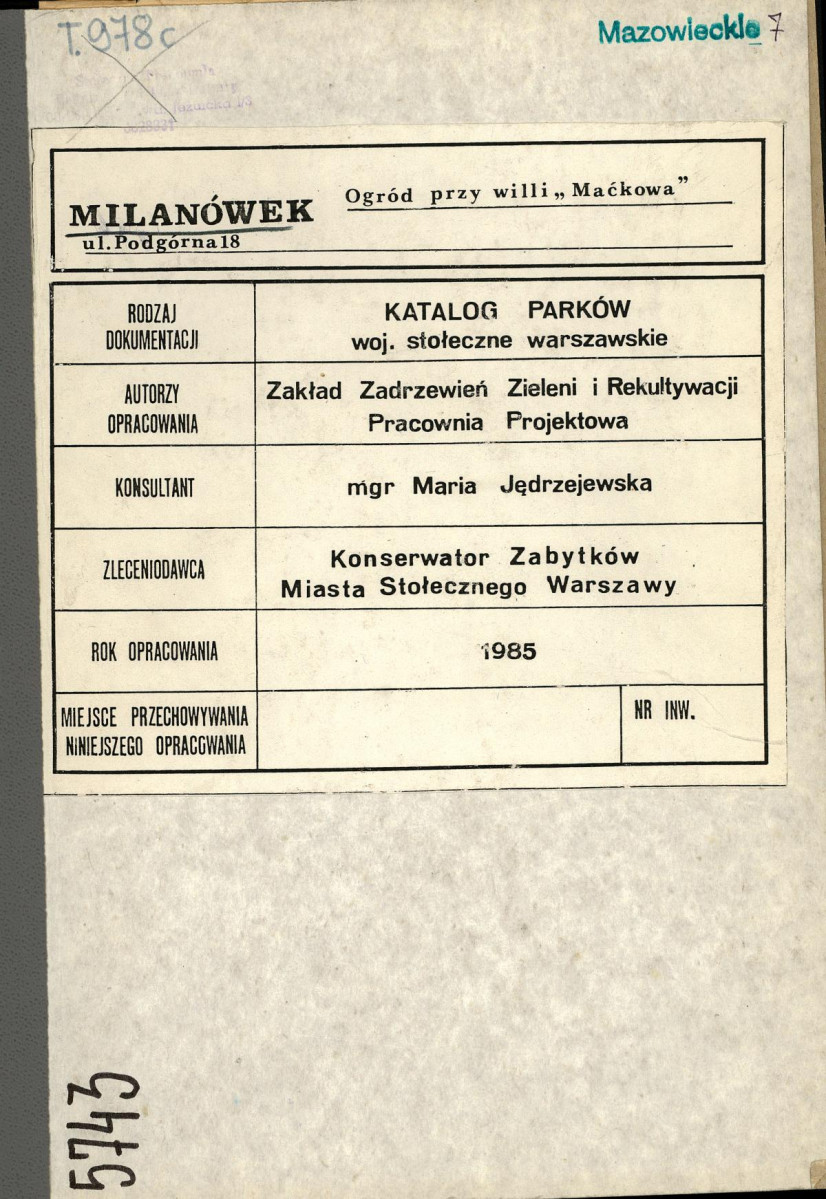 T.978c
Mazowieckie 7
MILANÓWEK
Ogród przy willi „Maćkowa”
ul.Podgórna 18
RODZAJ
DOKUMENTACJI
KATALOG PARKÓW
woj. stołeczne warszawskie
AUTORZY
OPRACOWANIA
Zakład Zadrzewień Zieleni i Rekultywacji
Pracownia Projektowa
KONSULTANT
mgr Maria Jędrzejewska
ZLECENIODAWCA
Konserwator Zabytków
Miasta Stołecznego Warszawy
ROK OPRACOWANIA
1985
MIEJSCE PRZECHOWYWANIA
NINIEJSZEGO OPRACOWANIA
NR INW.
5743